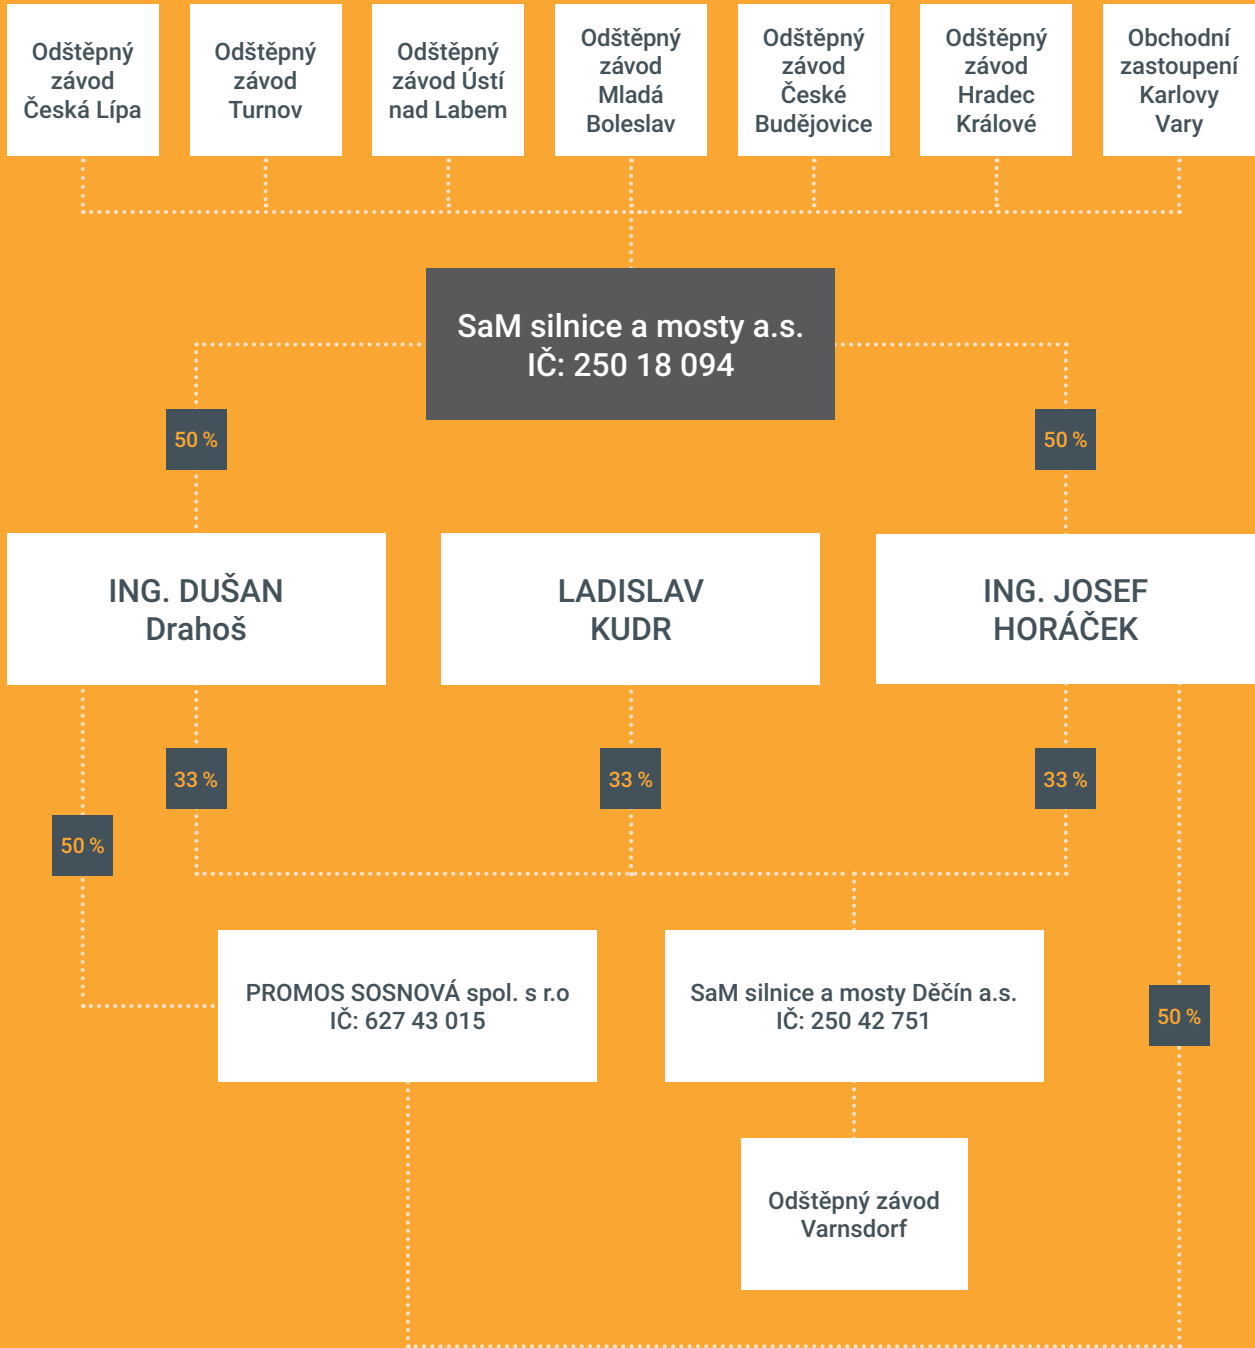 Odštěpný
závod
Česká Lípa
Odštěpný
závod
Turnov
Odštěpný
závod Ústí
nad Labem
Odštěpný
závod
Mladá
Boleslav
Odštěpný
závod
České
Budějovice
Odštěpný
závod
Hradec
Králové
Obchodní
zastoupení
Karlovy
Vary
SaM silnice a mosty a.s.
IČ: 250 18 094
50 %
50 %
ING. DUŠAN
Drahoš
LADISLAV
KUDR
ING. JOSEF
HORÁČEK
33 %
33 %
33 %
50 %
PROMOS SOSNOVÁ spol. s r.o
IČ: 627 43 015
SaM silnice a mosty Děčín a.s.
IČ: 250 42 751
50 %
Odštěpný závod
Varnsdorf